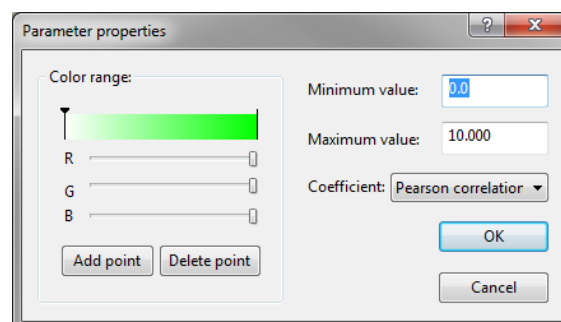 Parameter properties
Color range:
R
G
B
Add point
Delete point
Minimum value:
0.0
Maximum value:
10.000
Coefficient:
Pearson correlatior
OK
Cancel